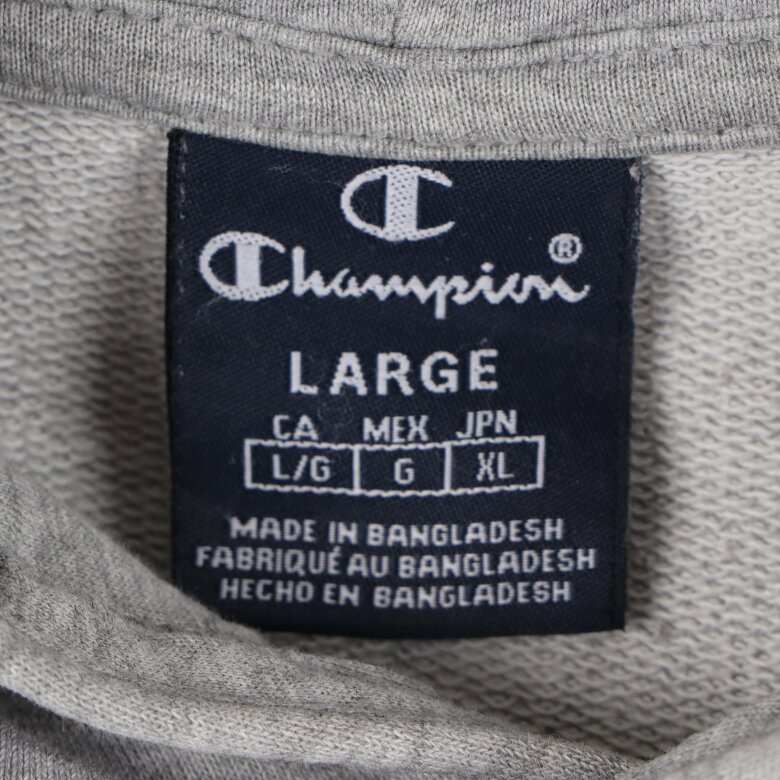 C
Champion®
LARGE
CA MEX JPN
L/G G XL
MADE IN BANGLADESH
FABRIQUÉ AU BANGLADESH
HECHO EN BANGLADESH